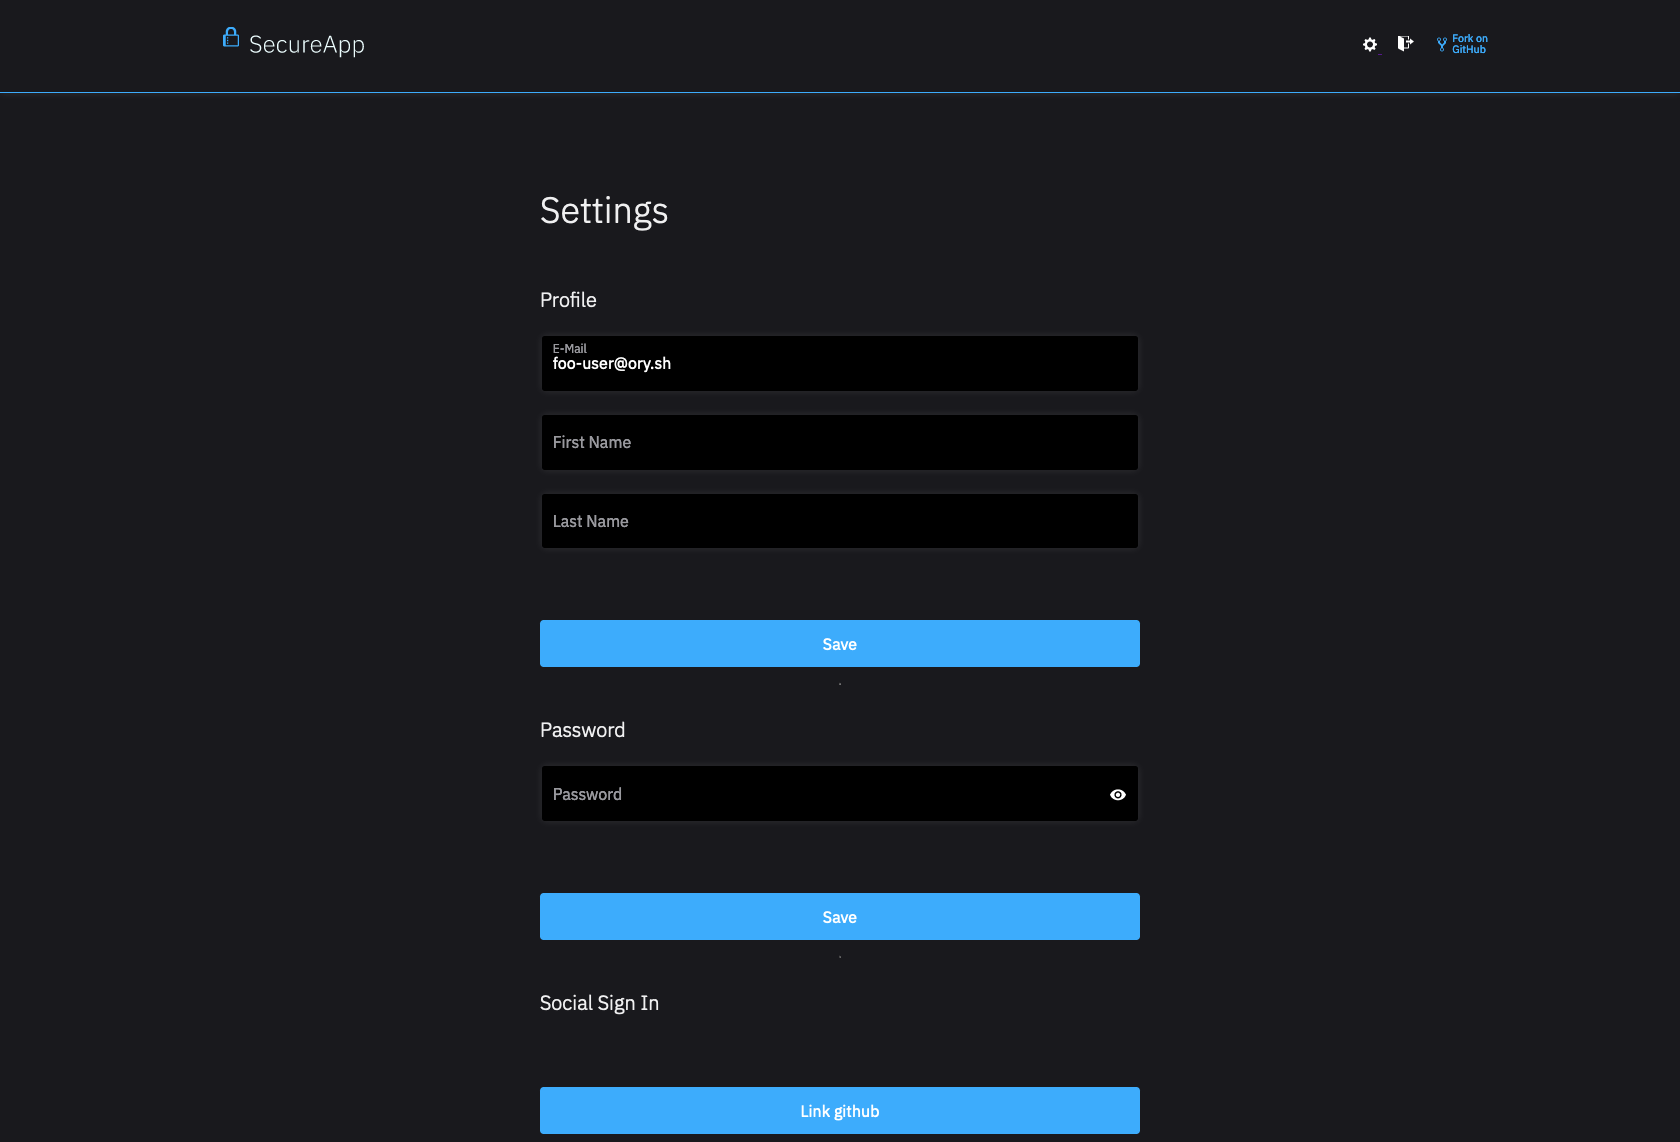 SecureApp
Fork on
GitHub
Settings
Profile
E-Mail
foo-user@ory.sh
First Name
Last Name
Save
Password
Password
Save
Social Sign In
Link github